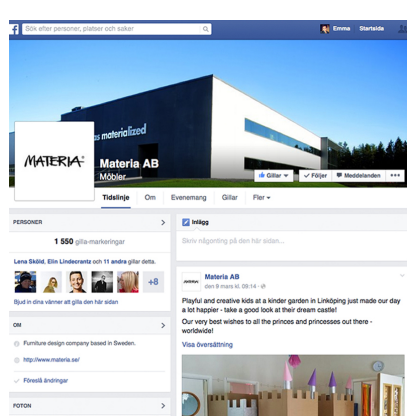 f
Sök efter personer, platser och saker
Emma
Startsida
as materialized
MATERIA
Materia AB
Möbler
Gillar
Följer
Meddelanden
Tidslinje
Om
Evenemang
Gillar
Fler
PERSONER
1 550 gilla-markeringar
Lena Sköld, Elin Lindecrantz och 11 andra gillar detta.
+8
Bjud in dina vänner att gilla den här sidan
OM
Furniture design company based in Sweden.
http://www.materia.se/
Föreslå ändringar
FOTON
Inlägg
Skriv någonting på den här sidan...
MATERIA
Materia AB
den 9 mars kl. 09:14
Playful and creative kids at a kinder garden in Linköping just made our day
a lot happier - take a good look at their dream castle!
Our very best wishes to all the princes and princesses out there -
worldwide!
Visa översättning